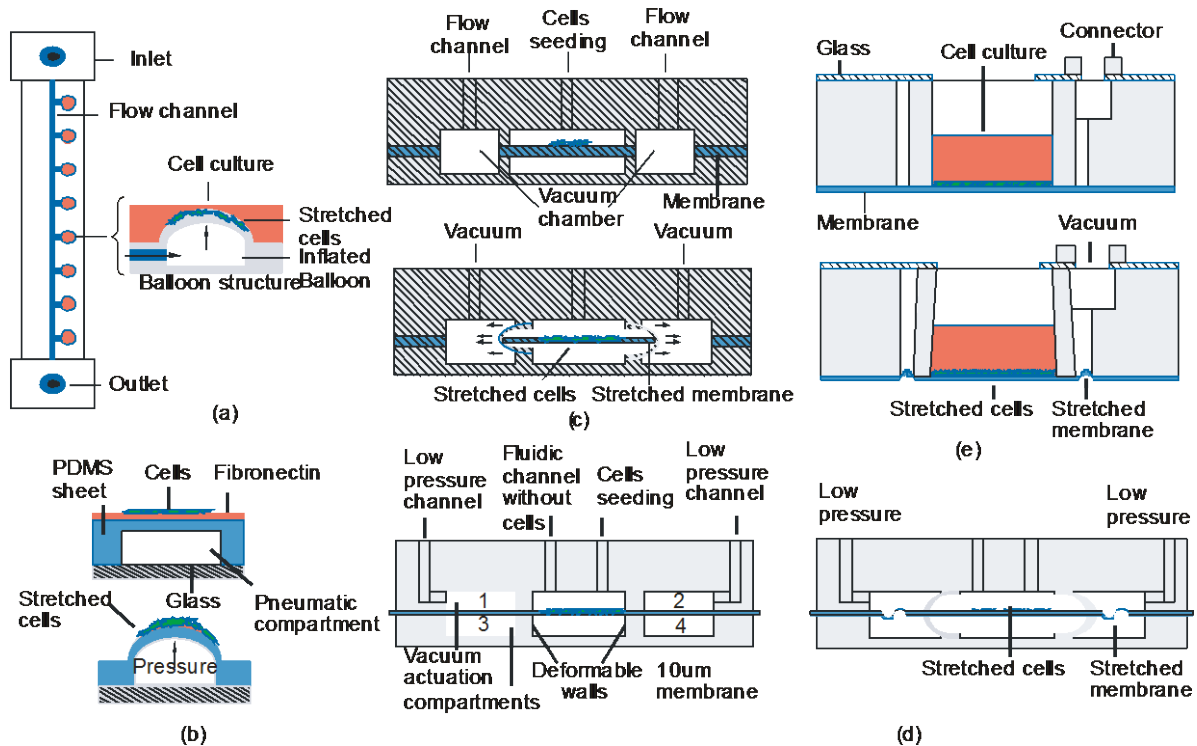 Inlet
Flow channel
Cell culture
Stretched
cells
Inflated
Balloon structure Balloon
Outlet
(a)
PDMS
sheet
Cells
Fibronectin
Glass
Pneumatic
compartment
Stretched
cells
Pressure
(b)
Flow
channel
Cells
seeding
Flow
channel
Vacuum
chamber
Membrane
Vacuum
Vacuum
Stretched cells
Stretched membrane
(c)
Low
pressure
channel
Fluidic
channel
without
cells
Cells
seeding
Low
pressure
channel
1
2
3
4
Vacuum
actuation
compartments
Deformable
walls
10um
membrane
Low
pressure
Low
pressure
Stretched cells
Stretched
membrane
(d)
Glass
Cell culture
Connector
Membrane
Vacuum
Stretched cells
Stretched
membrane
(e)